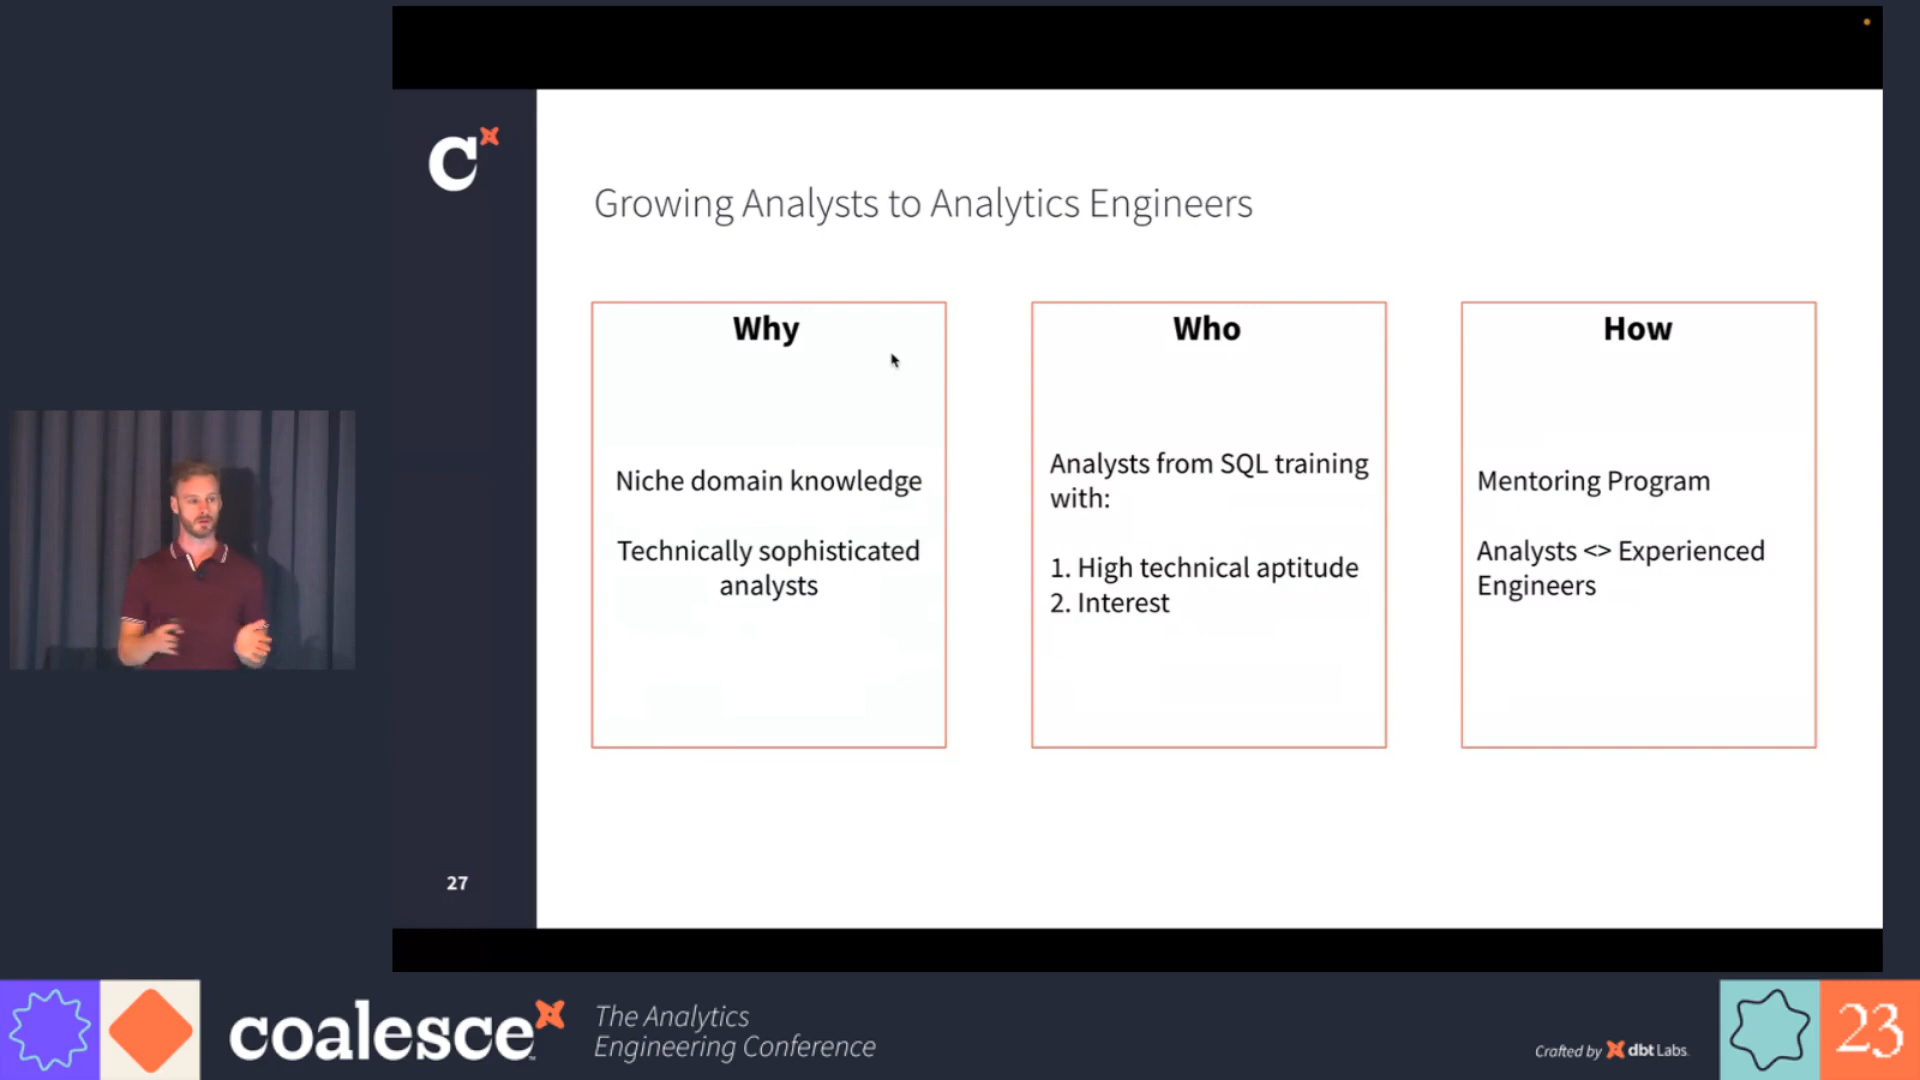 C
Growing Analysts to Analytics Engineers
Why
Niche domain knowledge
Technically sophisticated
analysts
Who
Analysts from SQL training
with:
1. High technical aptitude
2. Interest
How
Mentoring Program
Analysts <> Experienced
Engineers
27
coalesce
The Analytics
Engineering Conference
Crafted by dbt Labs
23